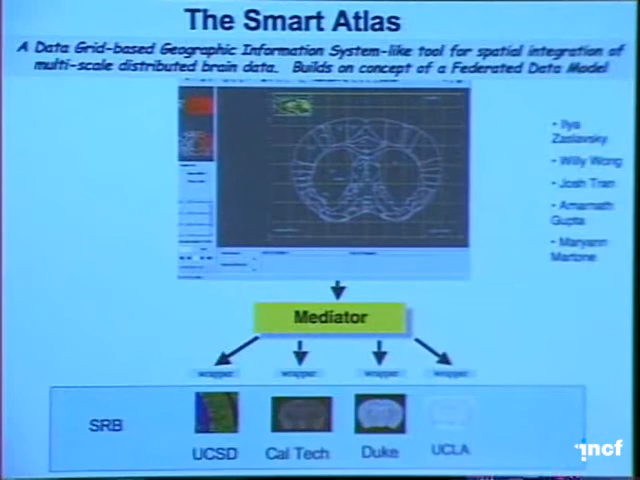 The Smart Atlas
A Data Grid-based Geographic Information System-like tool for spatial integration of
multi-scale distributed brain data. Builds on concept of a Federated Data Model
• Ilya
Zaslavsky
• Willy Wong
• Josh Tran
• Amarnath
Gupta
• Maryann
Martone
Mediator
wrapper wrapper wrapper wrapper
SRB
UCSD Cal Tech Duke UCLA
incf